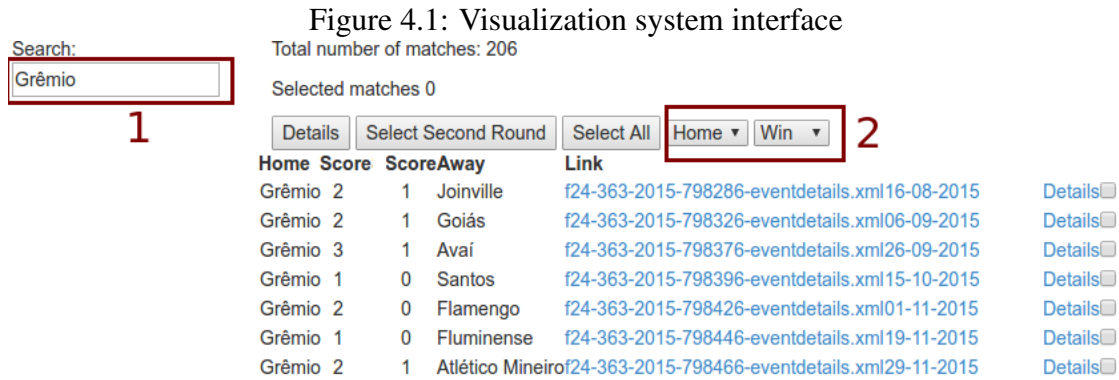 Figure 4.1: Visualization system interface
Search:
Grêmio
1
Total number of matches: 206
Selected matches 0
Details Select Second Round Select All Home Win 2
Home Score ScoreAway Link
Grêmio 2 1 Joinville f24-363-2015-798286-eventdetails.xml16-08-2015 Details
Grêmio 2 1 Goiás f24-363-2015-798326-eventdetails.xml06-09-2015 Details
Grêmio 3 1 Avaí f24-363-2015-798376-eventdetails.xml26-09-2015 Details
Grêmio 1 0 Santos f24-363-2015-798396-eventdetails.xml15-10-2015 Details
Grêmio 2 0 Flamengo f24-363-2015-798426-eventdetails.xml01-11-2015 Details
Grêmio 1 0 Fluminense f24-363-2015-798446-eventdetails.xml19-11-2015 Details
Grêmio 2 1 Atlético Mineirof24-363-2015-798466-eventdetails.xml29-11-2015 Details